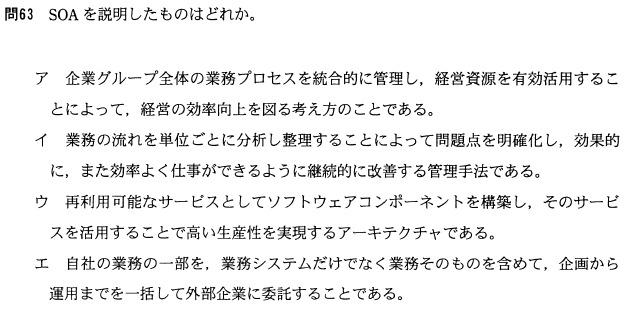 問63 SOAを説明したものはどれか。
ア 企業グループ全体の業務プロセスを統合的に管理し，経営資源を有効活用するこ
とによって，経営の効率向上を図る考え方のことである。
イ 業務の流れを単位ごとに分析し整理することによって問題点を明確化し，効果的
に，また効率よく仕事ができるように継続的に改善する管理手法である。
ウ 再利用可能なサービスとしてソフトウェアコンポーネントを構築し，そのサービ
スを活用することで高い生産性を実現するアーキテクチャである。
エ 自社の業務の一部を，業務システムだけでなく業務そのものを含めて，企画から
運用までを一括して外部企業に委託することである。